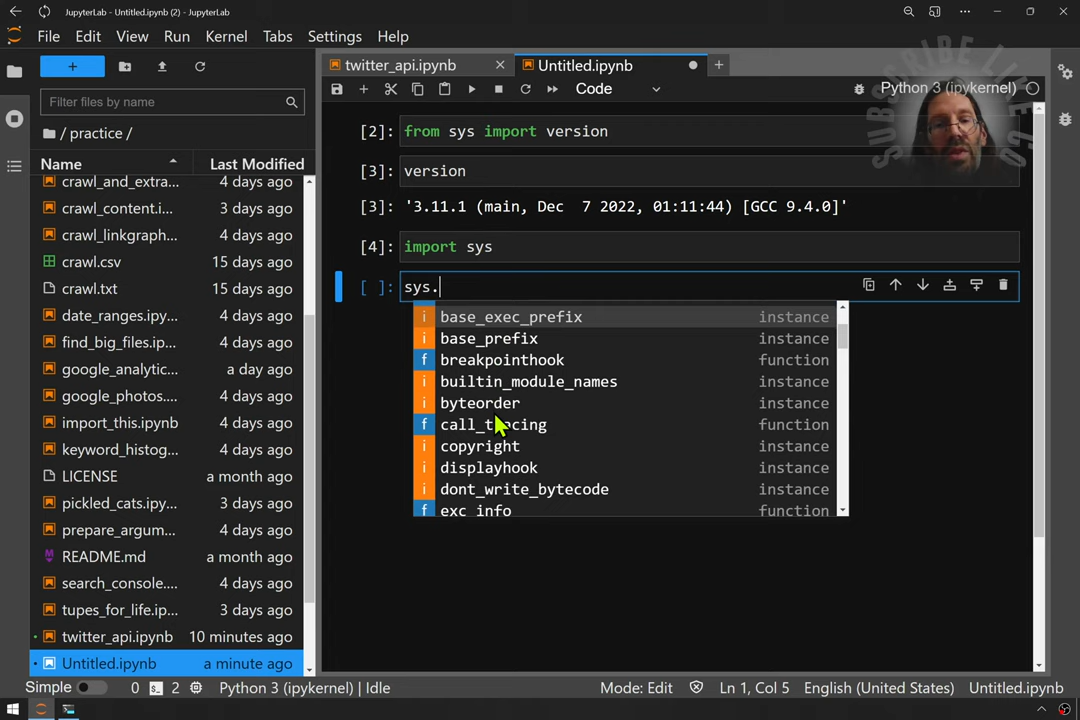 JupyterLab - Untitled.ipynb (2) - JupyterLab
File Edit View Run Kernel Tabs Settings Help
twitter_api.ipynb
Untitled.ipynb
Filter files by name
Code
Python 3 (ipykernel)
SUBSCRIBE LIKE CO
/ practice /
Name Last Modified
crawl_and_extra... 4 days ago
crawl_content.i... 3 days ago
crawl_linkgraph... 4 days ago
crawl.csv 15 days ago
crawl.txt 15 days ago
date_ranges.ipy... 4 days ago
find_big_files.ip... 4 days ago
google_analytic... a day ago
google_photos.... 4 days ago
import_this.ipynb 4 days ago
keyword_histog... 4 days ago
LICENSE a month ago
pickled_cats.ipy... 3 days ago
prepare_argum... 4 days ago
README.md a month ago
search_console.... 4 days ago
tupes_for_life.ip... 3 days ago
twitter_api.ipynb 10 minutes ago
Untitled.ipynb a minute ago
[2]: from sys import version
[3]: version
[3]: '3.11.1 (main, Dec  7 2022, 01:11:44) [GCC 9.4.0]'
[4]: import sys
[ ]: sys.
i base_exec_prefix instance
i base_prefix instance
f breakpointhook function
i builtin_module_names instance
i byteorder instance
f call_tracing function
i copyright instance
f displayhook function
i dont_write_bytecode instance
f exc_info function
Simple 0 2 Python 3 (ipykernel) | Idle Mode: Edit Ln 1, Col 5 English (United States) Untitled.ipynb